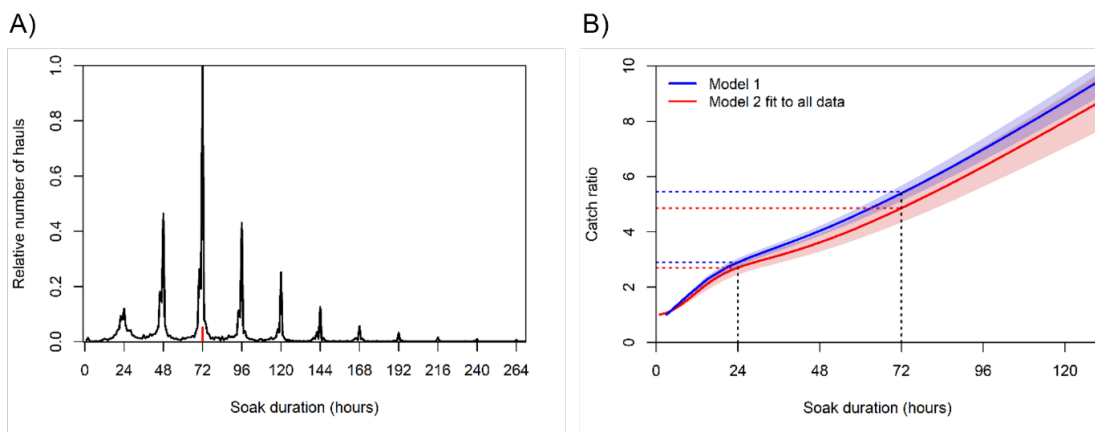 A)
B)
Relative number of hauls
0.0 0.2 0.4 0.6 0.8 1.0
0 24 48 72 96 120 144 168 192 216 240 264
Soak duration (hours)
Catch ratio
0 2 4 6 8 10
Model 1
Model 2 fit to all data
0 24 48 72 96 120
Soak duration (hours)